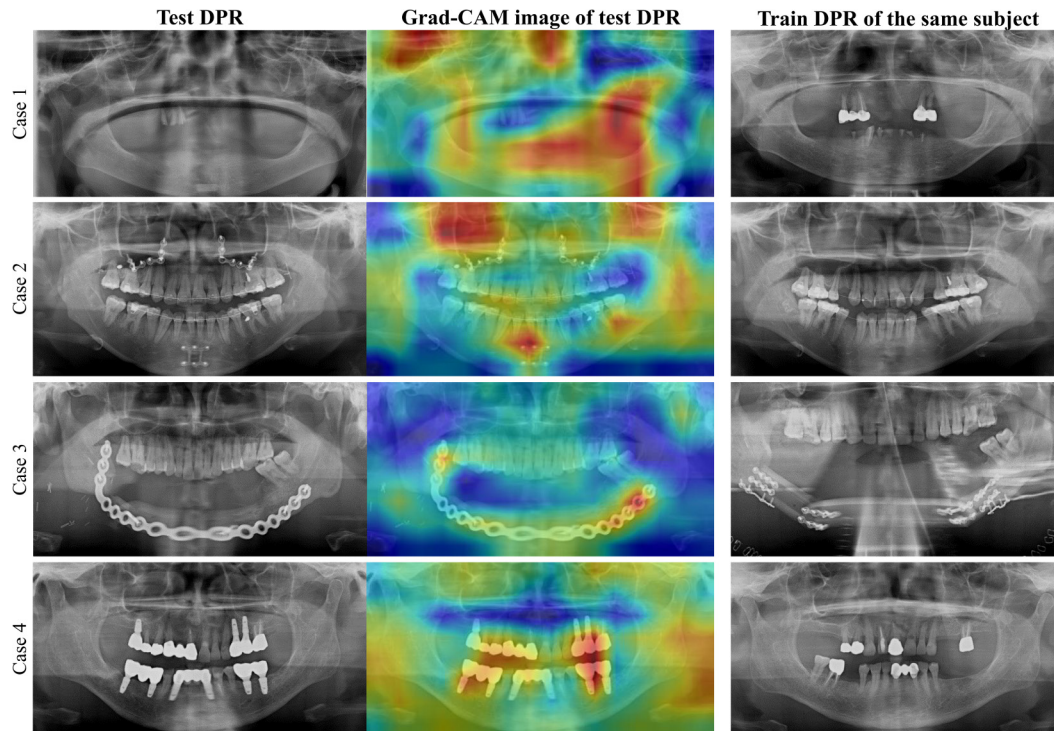 Test DPR
Grad-CAM image of test DPR
Train DPR of the same subject
Case 1
Case 2
Case 3
Case 4